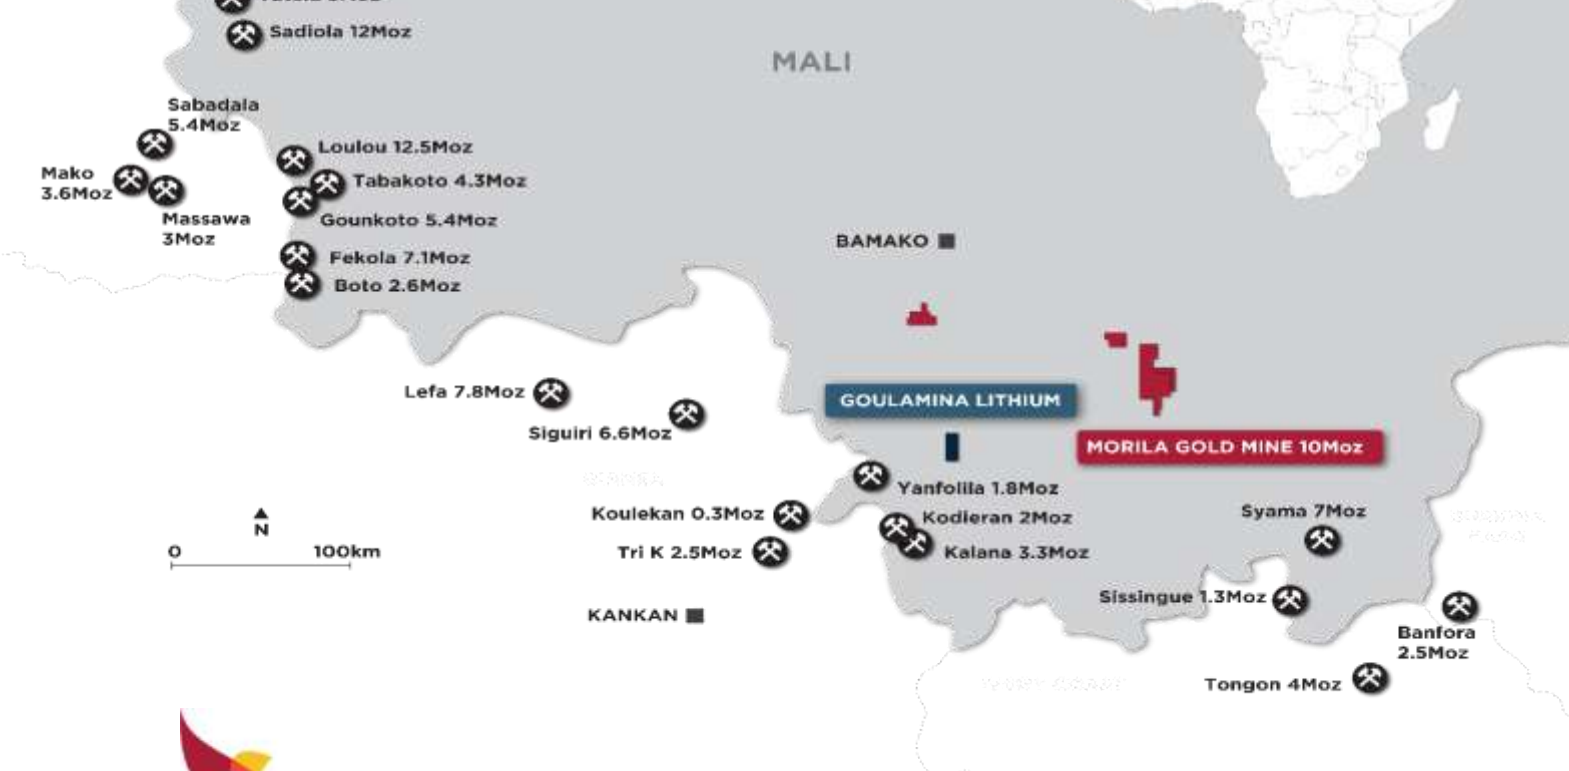 Sadiola 12Moz
MALI
Sabadala
5.4Moz
Loulou 12.5Moz
Mako
3.6Moz
Tabakoto 4.3Moz
Massawa
3Moz
Gounkoto 5.4Moz
BAMAKO
Fekola 7.1Moz
Boto 2.6Moz
Lefa 7.8Moz
GOULAMINA LITHIUM
Siguiri 6.6Moz
MORILA GOLD MINE 10Moz
Yanfolila 1.8Moz
Koulekan 0.3Moz
Kodieran 2Moz
Syama 7Moz
N
0 100km
Tri K 2.5Moz
Kalana 3.3Moz
Sissingue 1.3Moz
KANKAN
Banfora
2.5Moz
Tongon 4Moz